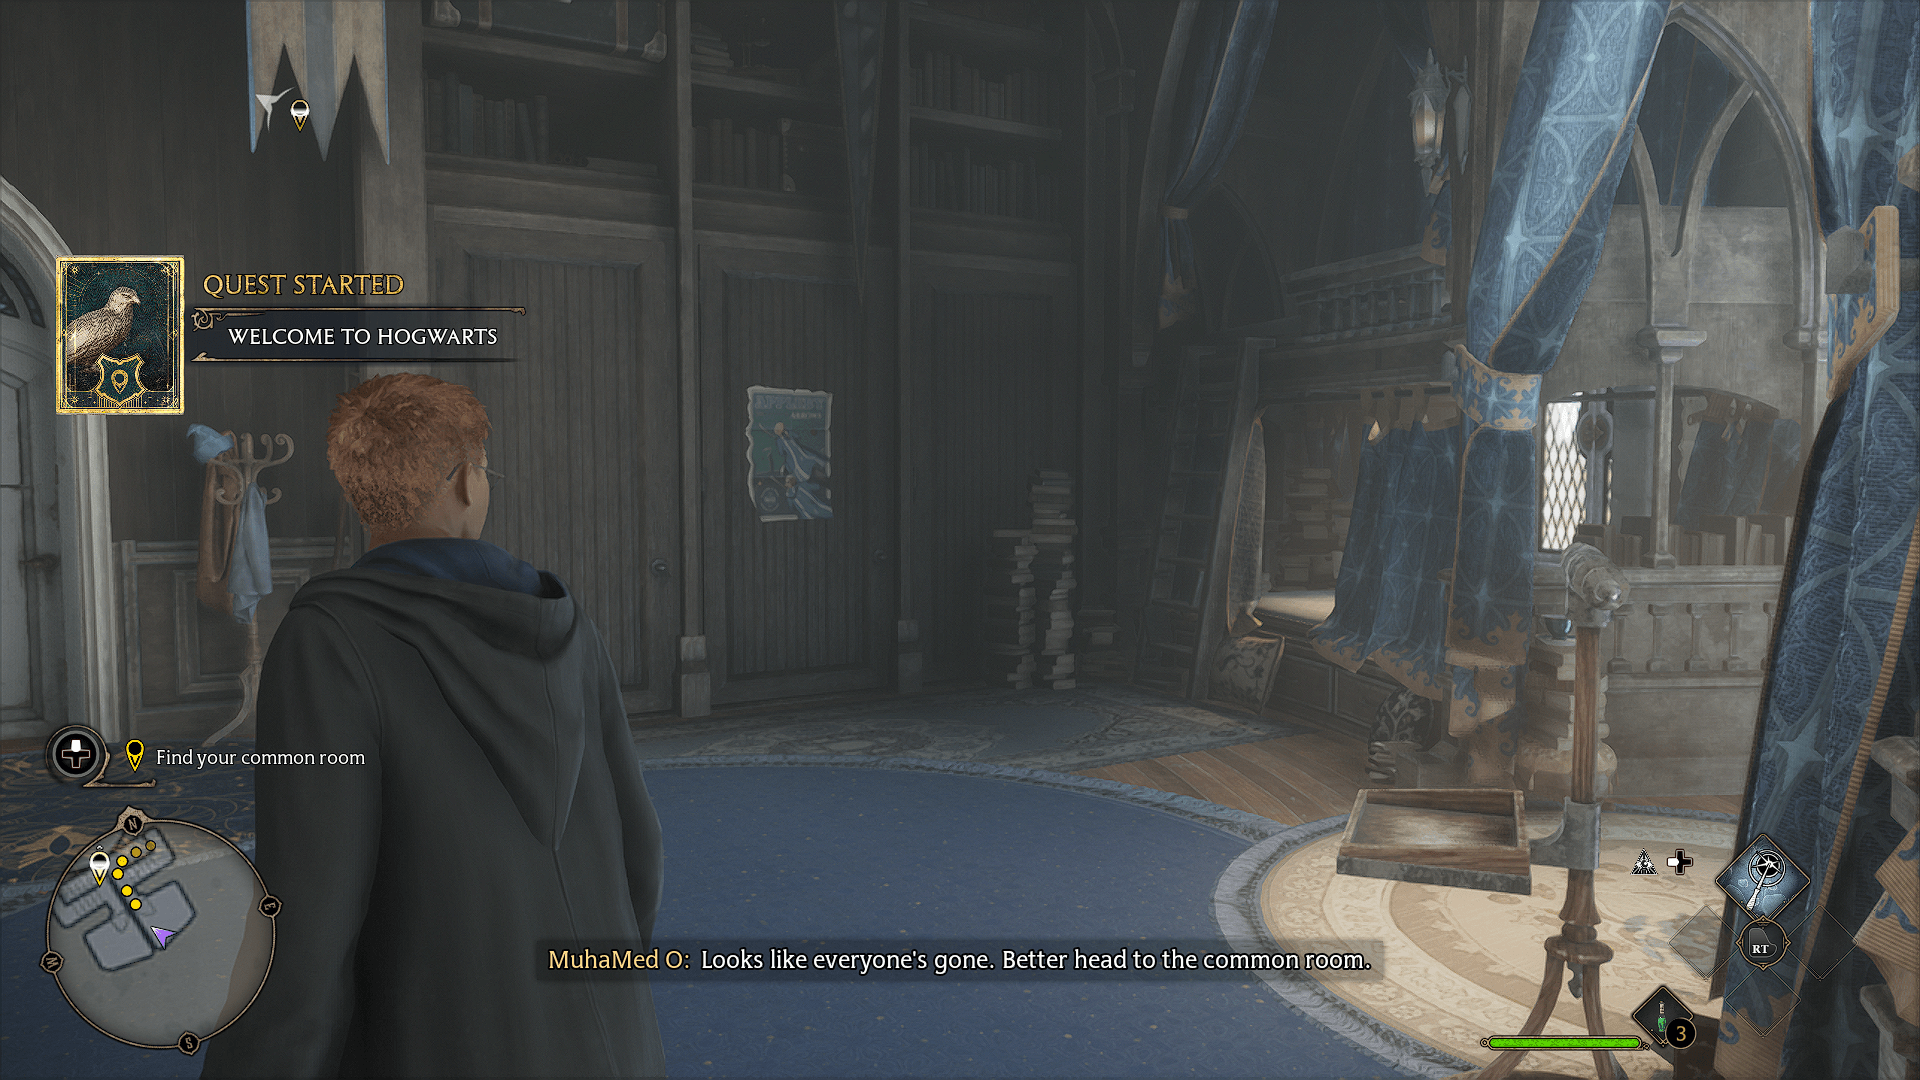 QUEST STARTED
WELCOME TO HOGWARTS
Find your common room
N
E
W
S
RT
3
MuhaMed O: Looks like everyone's gone. Better head to the common room.